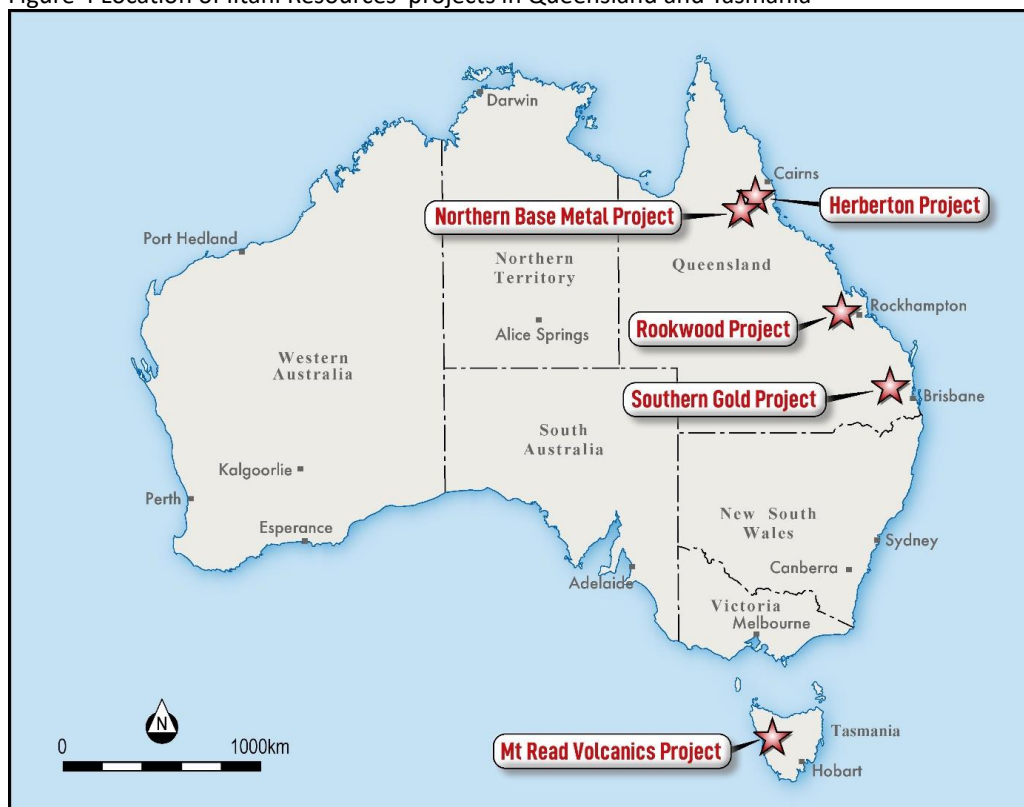 Darwin
Cairns
Northern Base Metal Project
Herberton Project
Port Hedland
Northern
Territory
Queensland
Rockhampton
Rookwood Project
Alice Springs
Western
Australia
Southern Gold Project
Brisbane
South
Australia
Kalgoorlie
Perth
Esperance
New South
Wales
Sydney
Canberra
Adelaide
Victoria
Melbourne
N
0 1000km
Mt Read Volcanics Project
Tasmania
Hobart